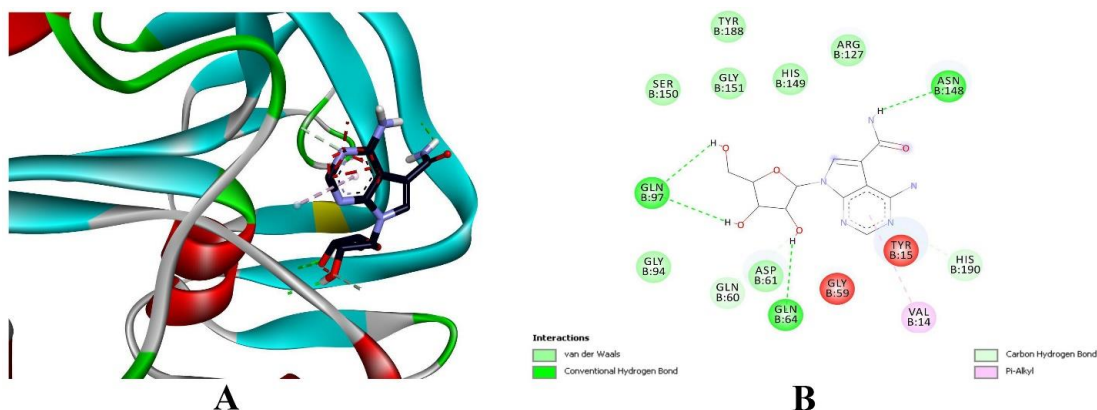 TYR
B:188
ARG
B:127
SER
B:150
GLY
B:151
HIS
B:149
ASN
B:148
H
N
O
H
O
O
N
N
GLN
B:97
H
O
O
H
N
N
TYR
B:15
GLY
B:94
GLN
B:60
ASP
B:61
GLY
B:59
HIS
B:190
GLN
B:64
VAL
B:14
Interactions
van der Waals
Conventional Hydrogen Bond
Carbon Hydrogen Bond
Pi-Alkyl
A
B